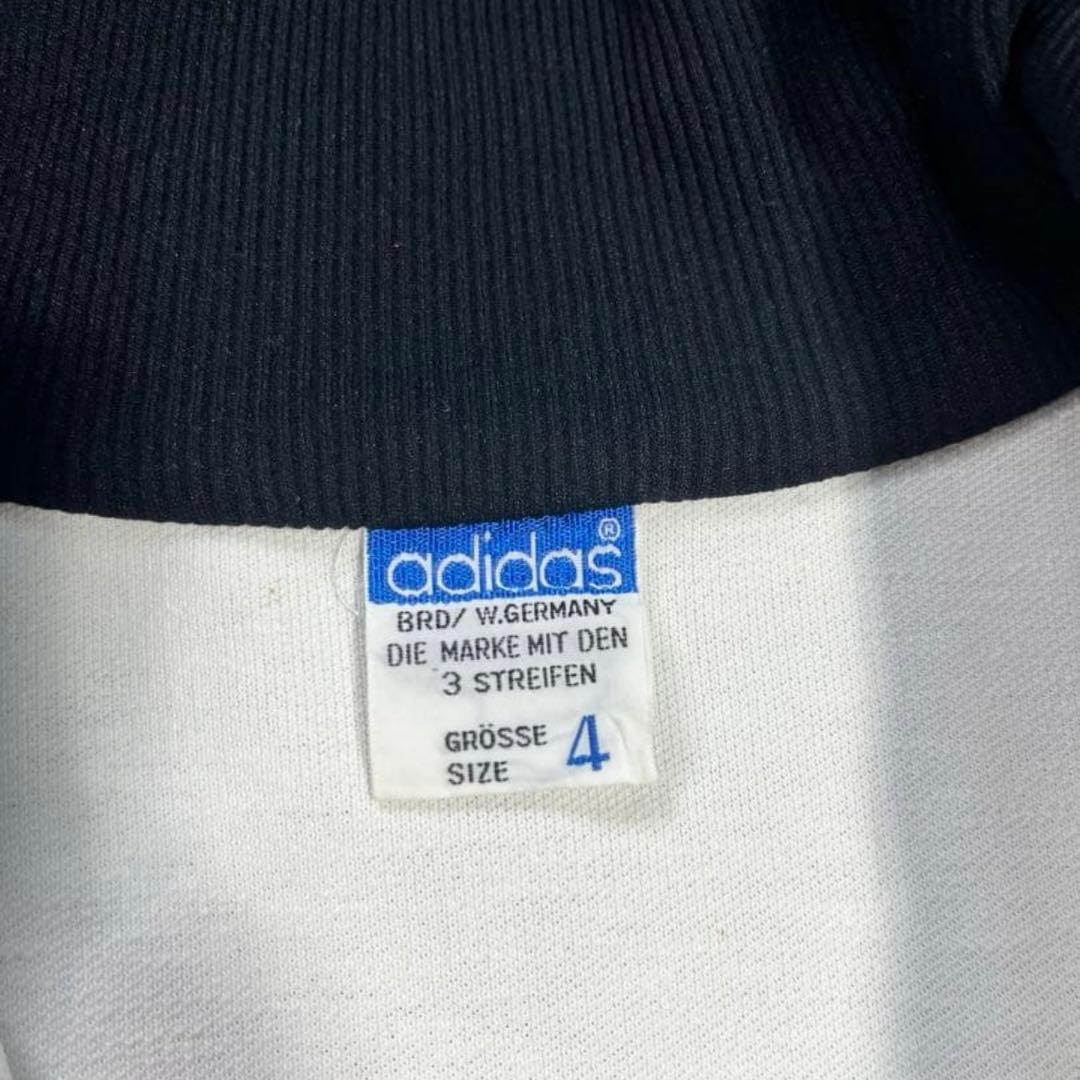 adidas®
BRD/ W.GERMANY
DIE MARKE MIT DEN
3 STREIFEN
GRÖSSE 4
SIZE